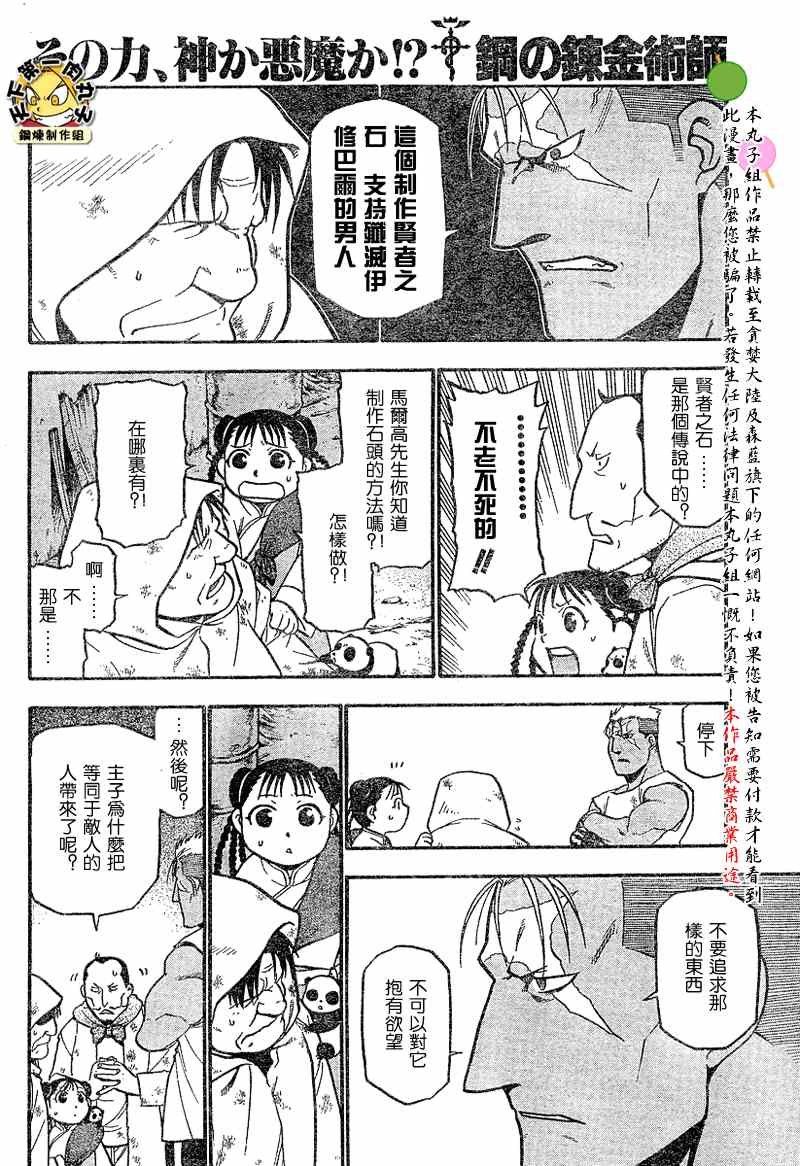 その力、神か悪魔か!? 鋼の錬金術師
天下第一丸子
鋼煉制作組
這個制作賢者之
石 支持殲滅伊
修巴爾的男人
賢者之石……
是那個傳說
中的?
………
不老不死的!!
馬爾高先生你知道
制作石頭的方法嗎?!
怎樣做?!
在哪裏有?!
啊……
不
那是……
停下
…然後呢?
主子為什麼把
等同于敵人的
人帶來了呢?
不要追求那
樣的東西
不可以對它
抱有欲望
本丸子組作品禁止轉載至貪婪大陸及森藍旗下的任何網站!如果您被告知需要付款才能看到
此漫畫,那麼您被騙了。若發生任何法律問題本丸子組一概不負責!本作品嚴禁商業用途。